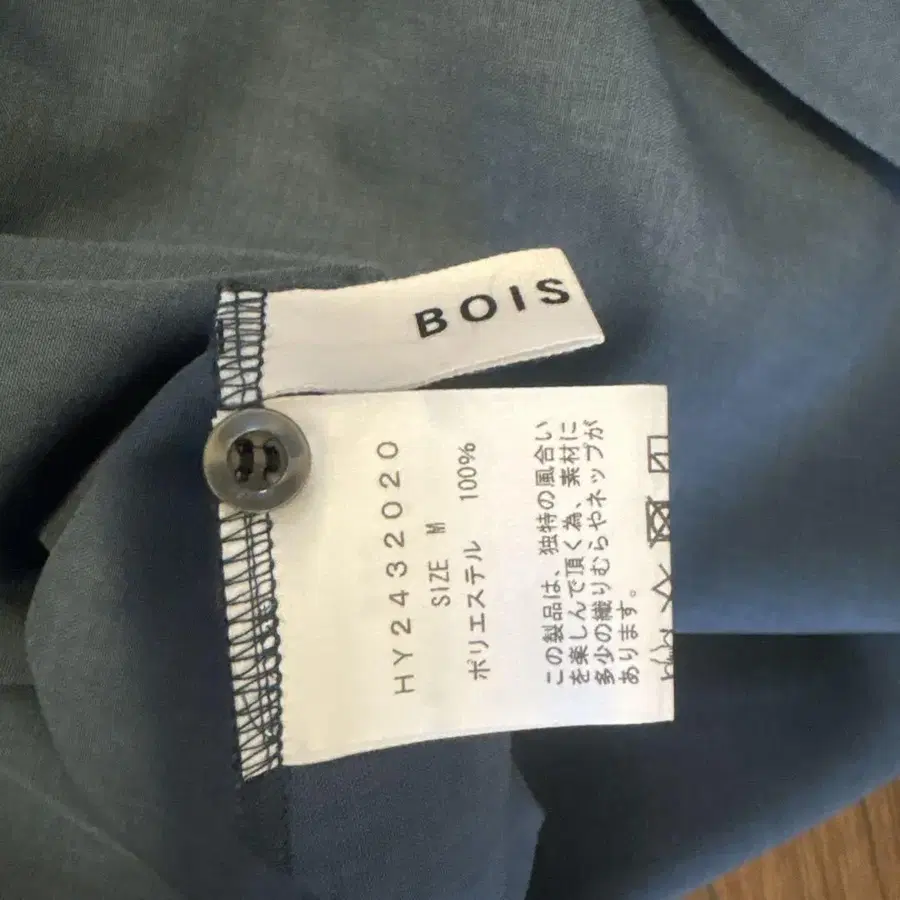 BOIS
HY2432020
SIZE M
ポリエステル 100%
この製品は、独特の風合い
を楽しんで頂く為、素材に
多少の織りむらやネップが
あります。